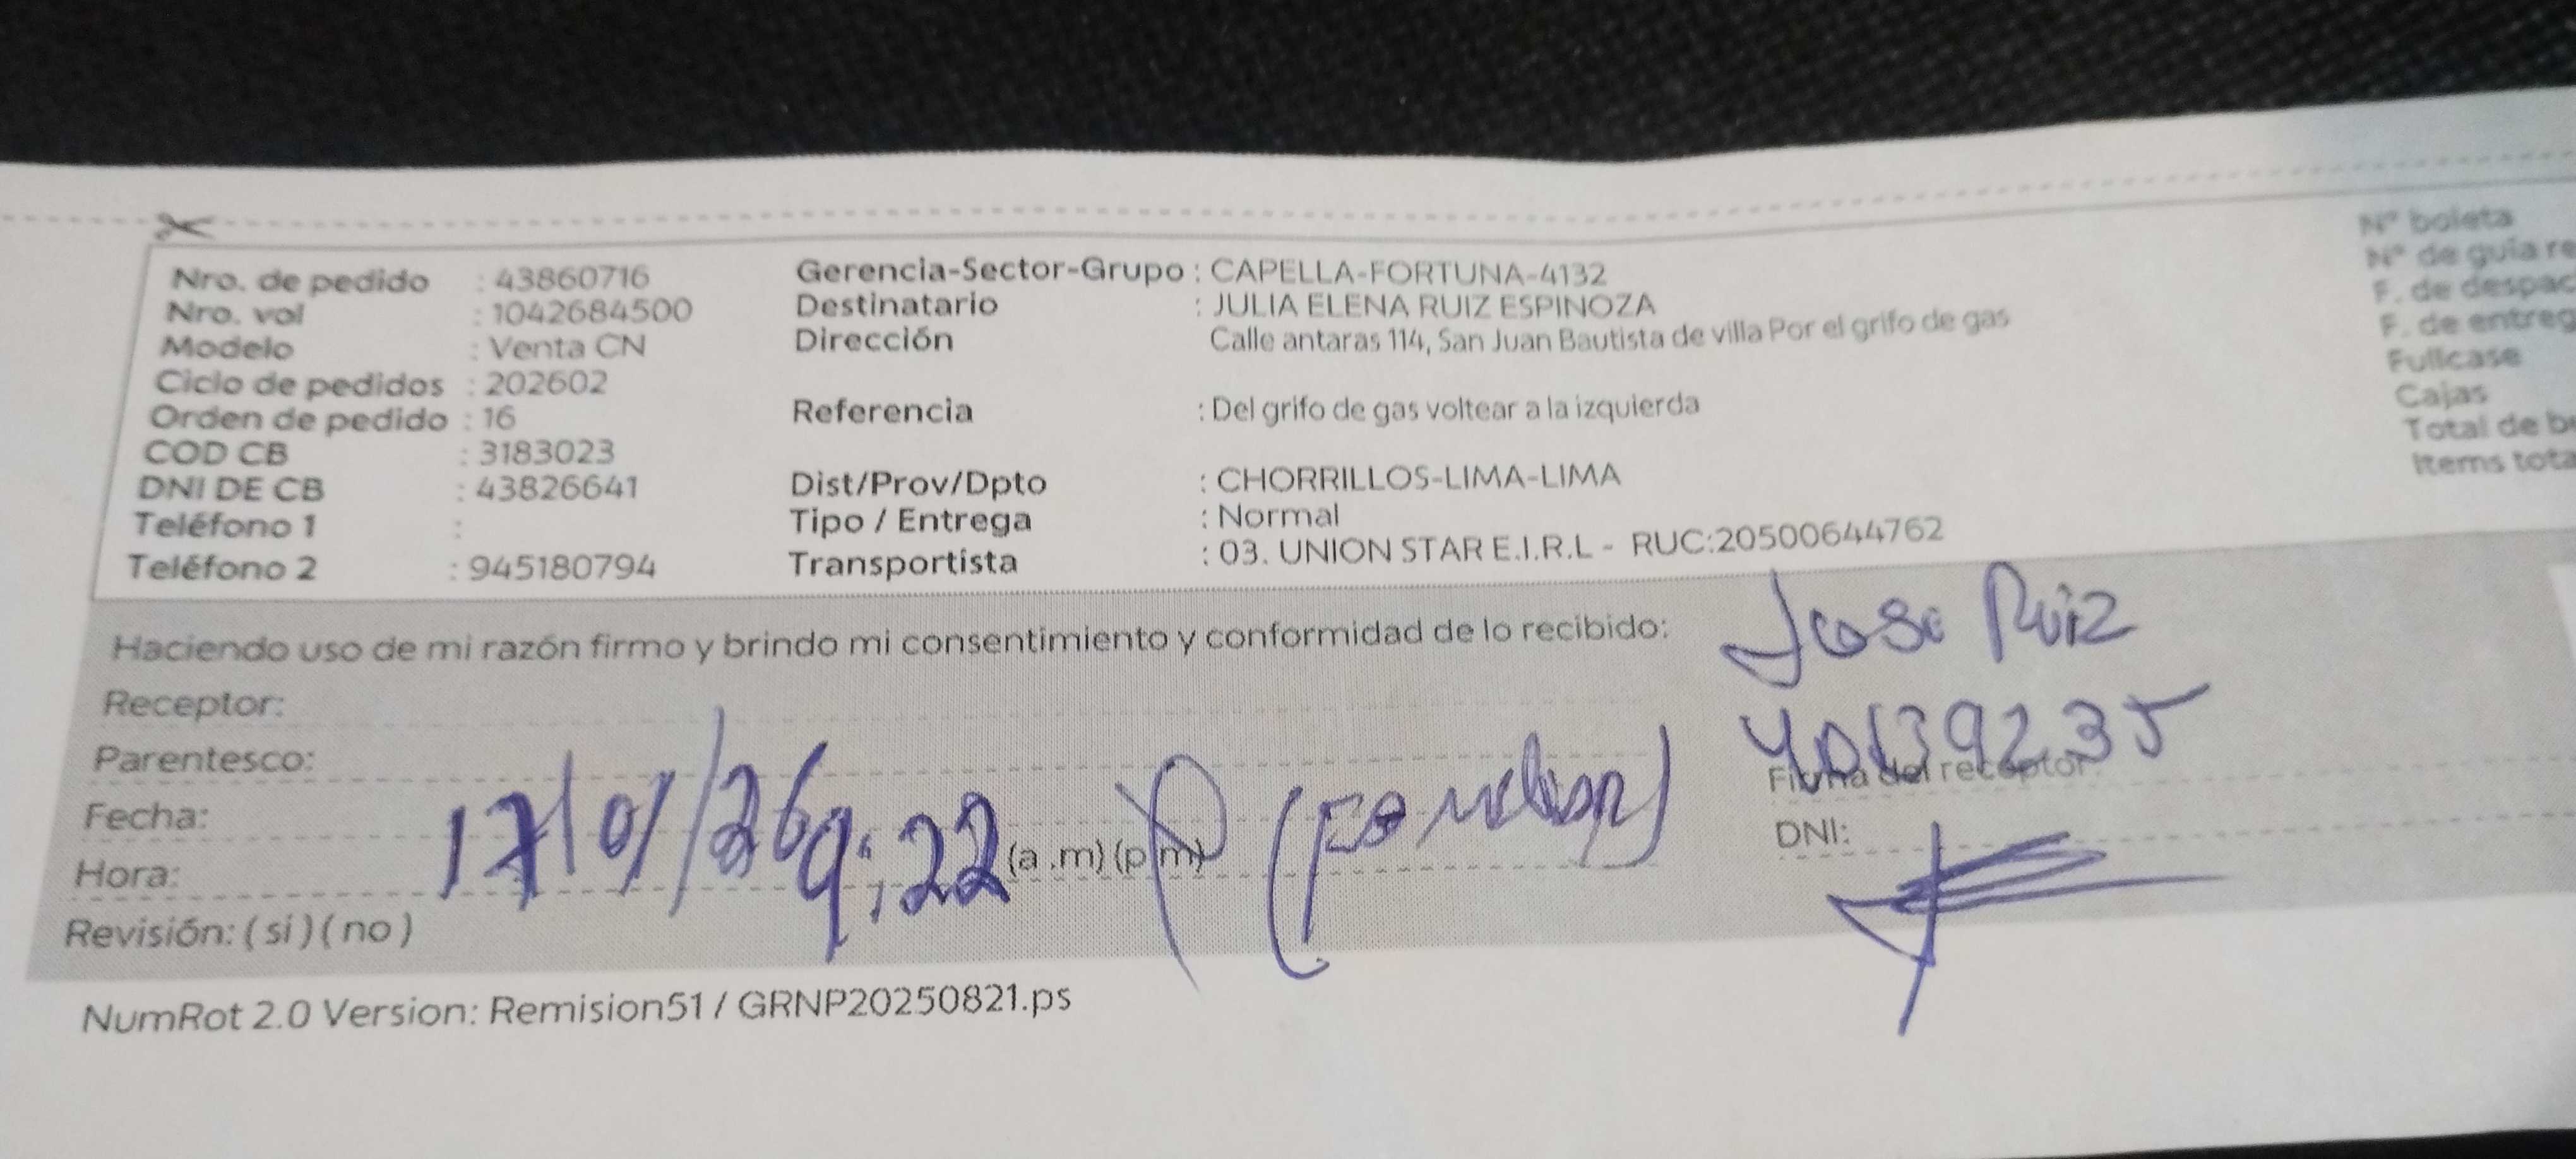 Nro. de pedido : 43860716
Nro. vol : 1042684500
Modelo : Venta CN
Ciclo de pedidos : 202602
Orden de pedido : 16
COD CB : 3183023
DNI DE CB : 43826641
Teléfono 1 :
Teléfono 2 : 945180794
Gerencia-Sector-Grupo : CAPELLA-FORTUNA-4132
Destinatario : JULIA ELENA RUIZ ESPINOZA
Dirección Calle antaras 114, San Juan Bautista de villa Por el grifo de gas
Referencia : Del grifo de gas voltear a la izquierda
Dist/Prov/Dpto : CHORRILLOS-LIMA-LIMA
Tipo / Entrega : Normal
Transportista : 03. UNION STAR E.I.R.L - RUC:20500644762
N° boleta
N° de guía re
F. de despac
F. de entreg
Fullcase
Cajas
Total de b
Items tota
Haciendo uso de mi razón firmo y brindo mi consentimiento y conformidad de lo recibido:
Jose Ruiz
Receptor:
Parentesco:
Fecha: 17/01/26
Hora: 9:22 (a .m) (p.m)
Revisión: ( si ) ( no )
Firma del receptor
DNI:
NumRot 2.0 Version: Remision51 / GRNP20250821.ps